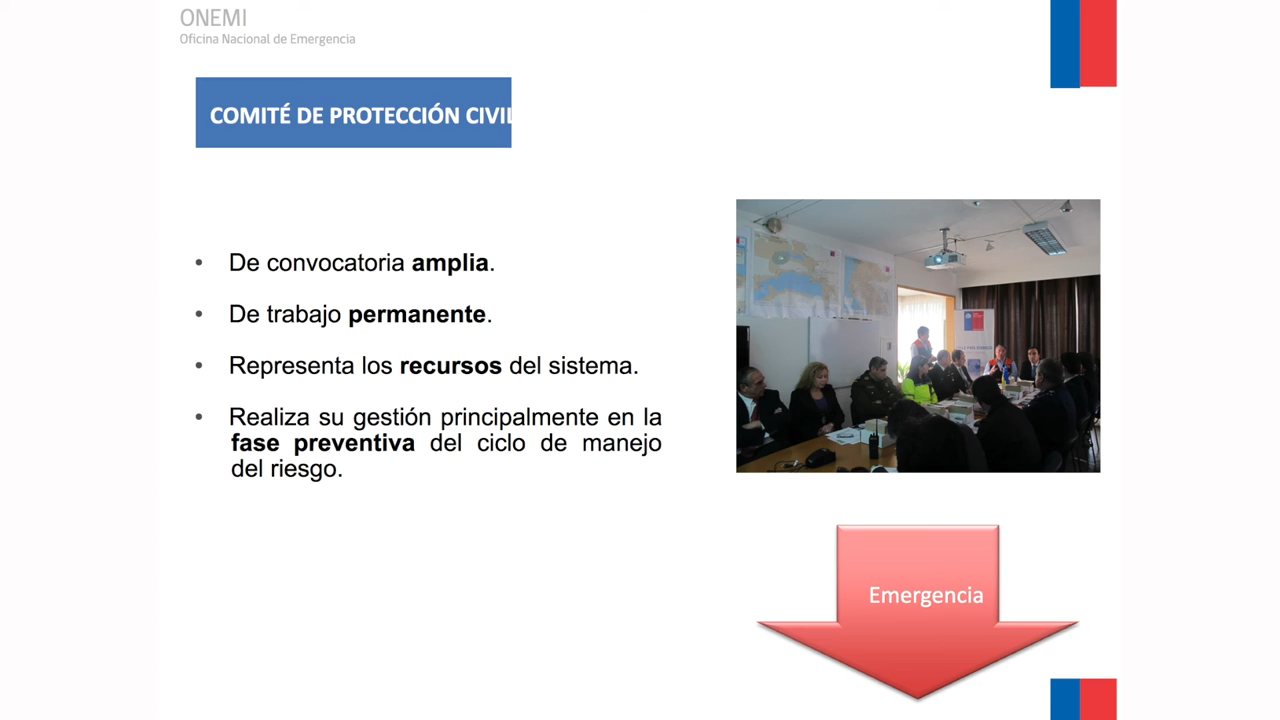 ONEMI
Oficina Nacional de Emergencia
COMITÉ DE PROTECCIÓN CIVIL
• De convocatoria amplia.
• De trabajo permanente.
• Representa los recursos del sistema.
• Realiza su gestión principalmente en la
fase preventiva del ciclo de manejo
del riesgo.
Emergencia